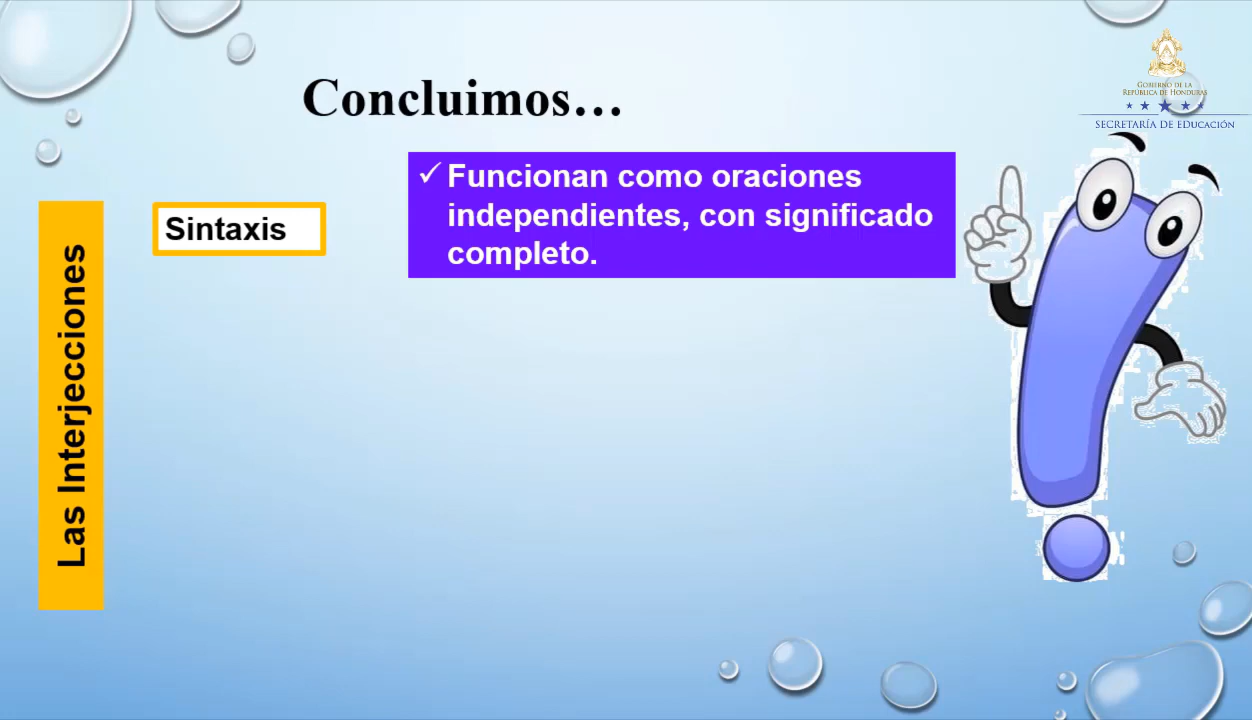 Concluimos…
GOBIERNO DE LA
REPÚBLICA DE HONDURAS
SECRETARÍA DE EDUCACIÓN
Las Interjecciones
Sintaxis
✓ Funcionan como oraciones
independientes, con significado
completo.